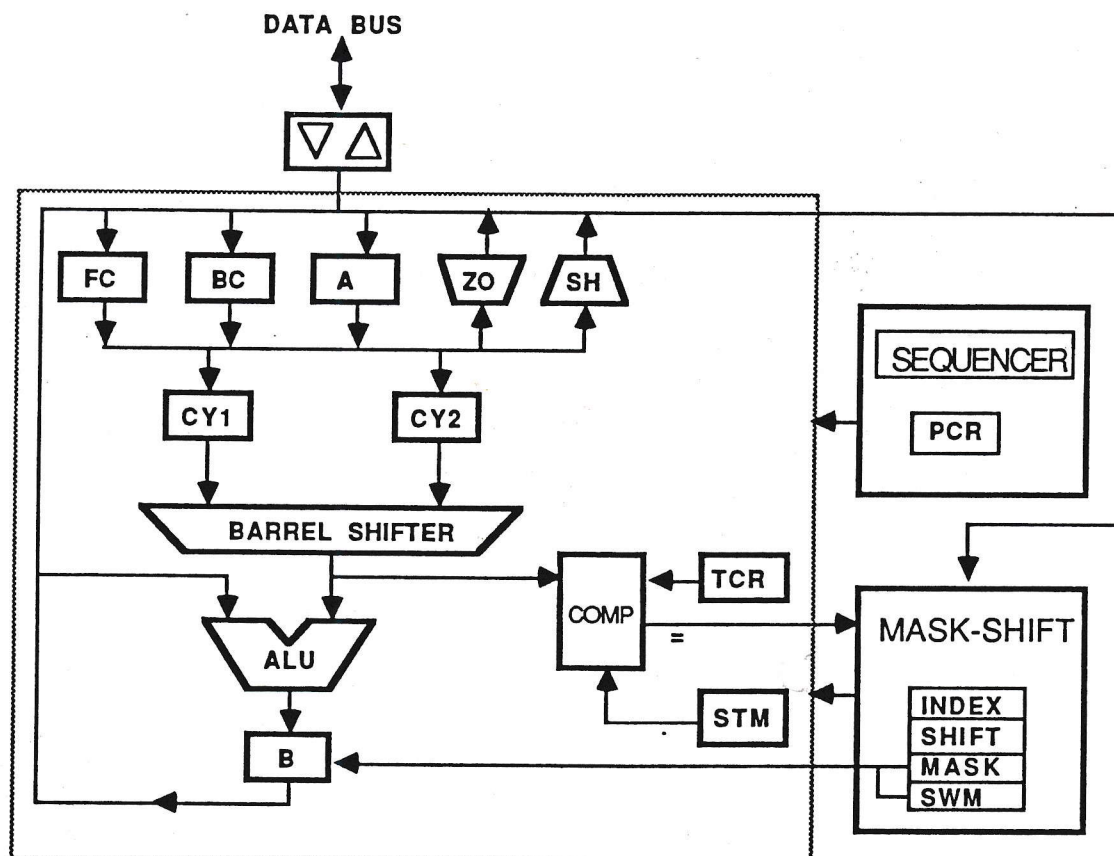 DATA BUS
FC
BC
A
ZO
SH
SEQUENCER
PCR
CY1
CY2
BARREL SHIFTER
TCR
COMP
=
MASK-SHIFT
ALU
STM
INDEX
SHIFT
MASK
SWM
B